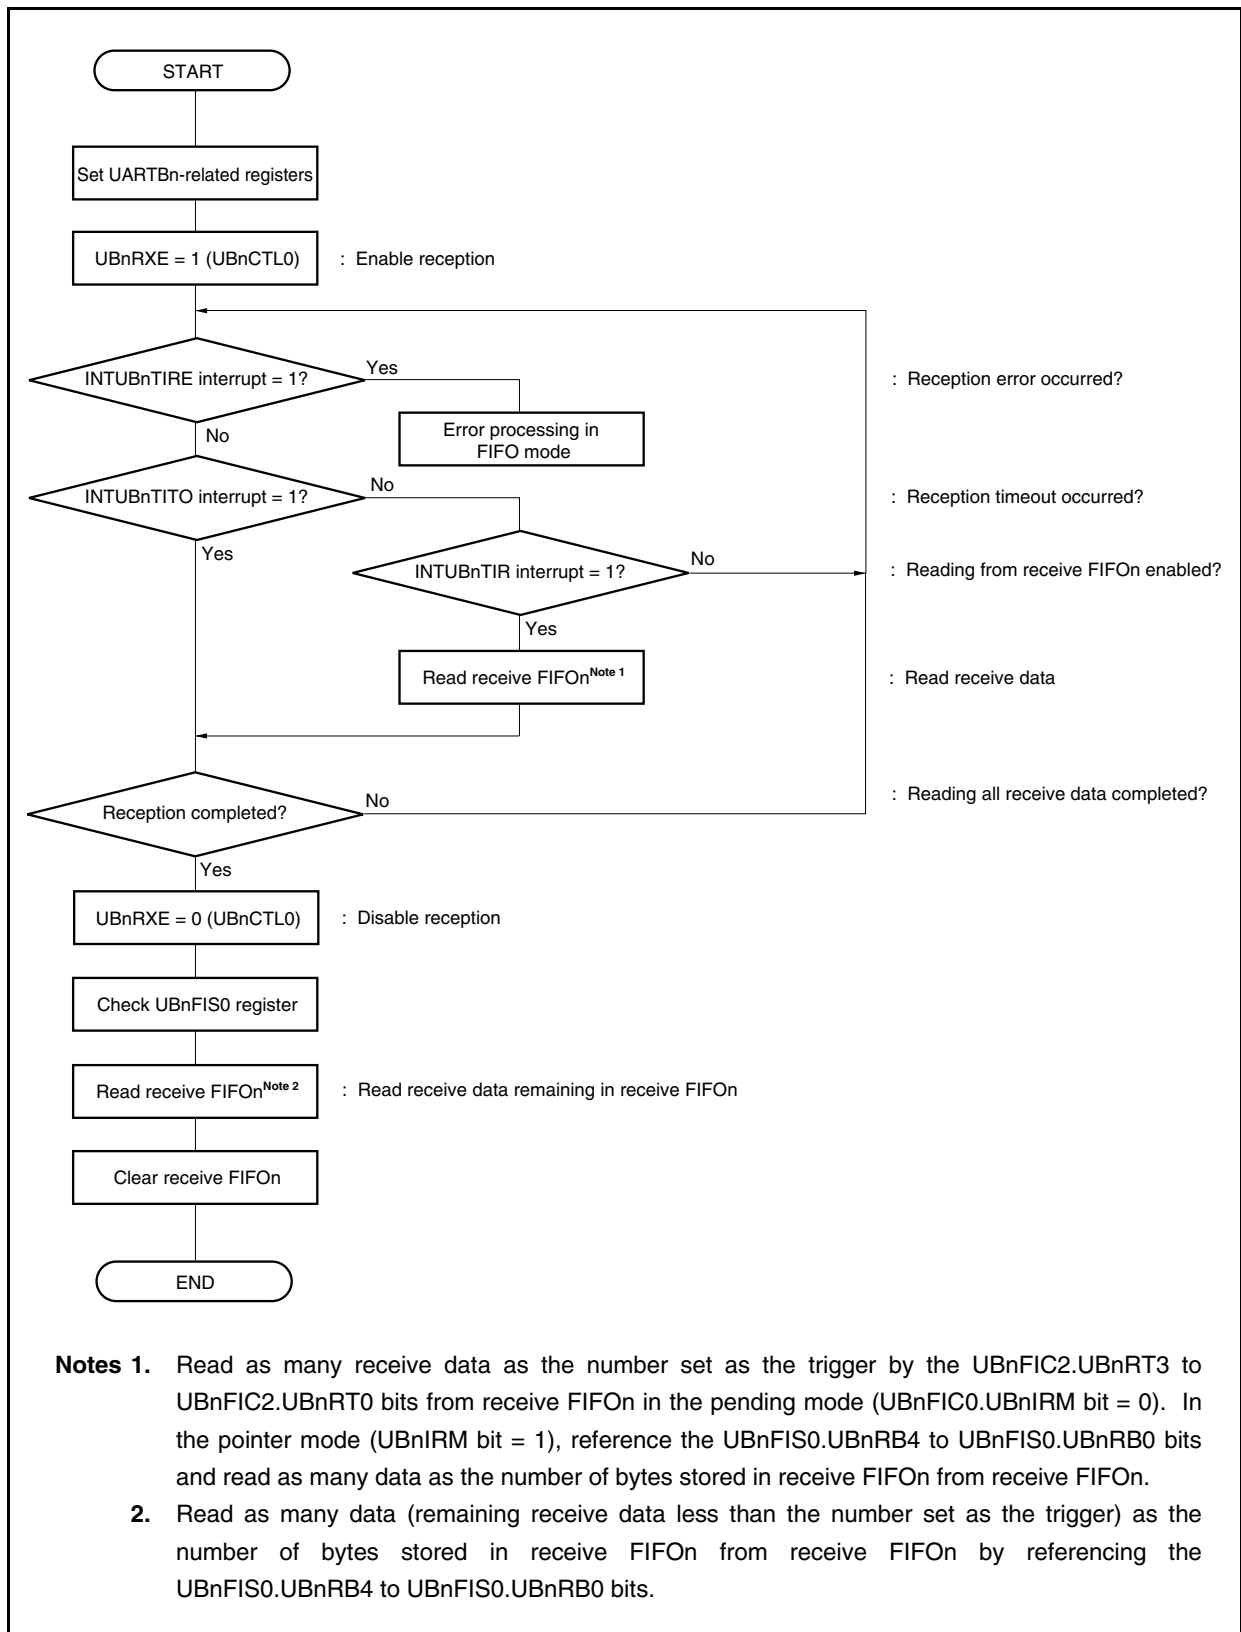 START
Set UARTBn-related registers
UBnRXE = 1 (UBnCTL0) : Enable reception
INTUBnTIRE interrupt = 1? Yes : Reception error occurred?
Error processing in
FIFO mode
No
INTUBnTITO interrupt = 1? No : Reception timeout occurred?
Yes
INTUBnTIR interrupt = 1? No : Reading from receive FIFOn enabled?
Yes
Read receive FIFOnNote 1 : Read receive data
Reception completed? No : Reading all receive data completed?
Yes
UBnRXE = 0 (UBnCTL0) : Disable reception
Check UBnFIS0 register
Read receive FIFOnNote 2 : Read receive data remaining in receive FIFOn
Clear receive FIFOn
END
Notes 1. Read as many receive data as the number set as the trigger by the UBnFIC2.UBnRT3 to
UBnFIC2.UBnRT0 bits from receive FIFOn in the pending mode (UBnFIC0.UBnIRM bit = 0). In
the pointer mode (UBnIRM bit = 1), reference the UBnFIS0.UBnRB4 to UBnFIS0.UBnRB0 bits
and read as many data as the number of bytes stored in receive FIFOn from receive FIFOn.
2. Read as many data (remaining receive data less than the number set as the trigger) as the
number of bytes stored in receive FIFOn from receive FIFOn by referencing the
UBnFIS0.UBnRB4 to UBnFIS0.UBnRB0 bits.